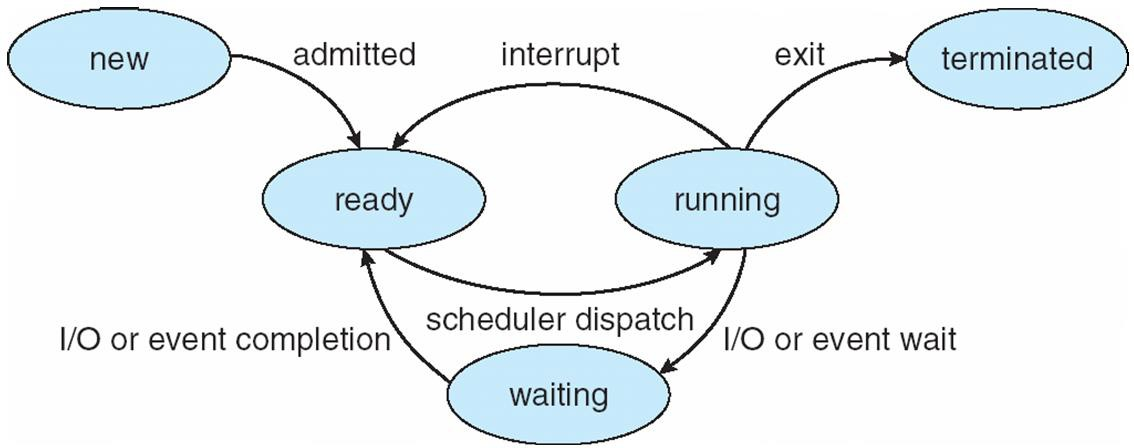 new
admitted
interrupt
exit
terminated
ready
running
scheduler dispatch
I/O or event completion
I/O or event wait
waiting